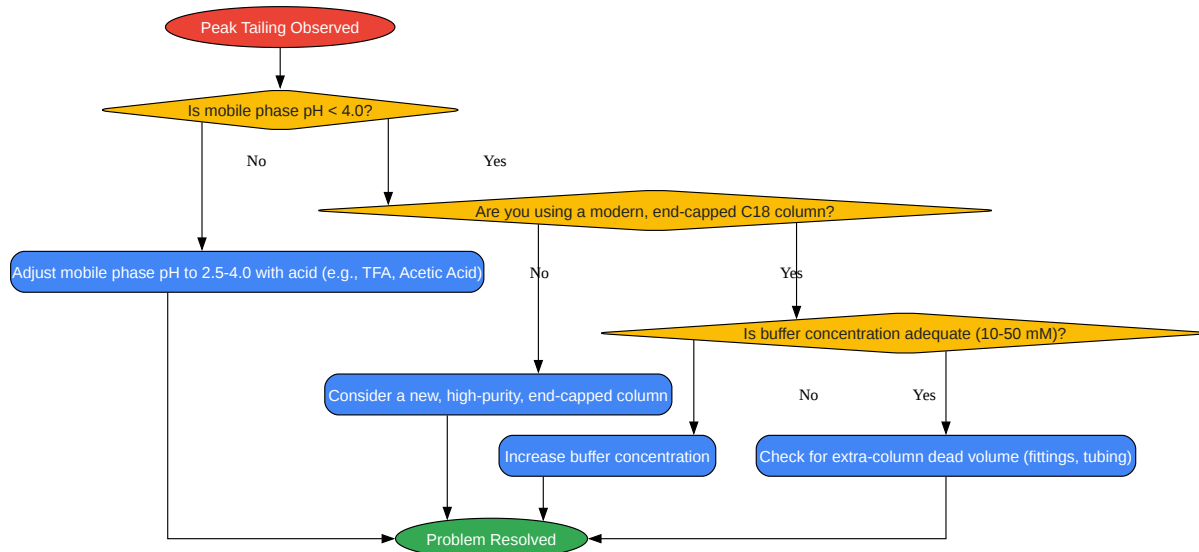 Peak Tailing Observed
Is mobile phase pH < 4.0?
No
Yes
Are you using a modern, end-capped C18 column?
Adjust mobile phase pH to 2.5-4.0 with acid (e.g., TFA, Acetic Acid)
No
Yes
Is buffer concentration adequate (10-50 mM)?
Consider a new, high-purity, end-capped column
No
Yes
Increase buffer concentration
Check for extra-column dead volume (fittings, tubing)
Problem Resolved